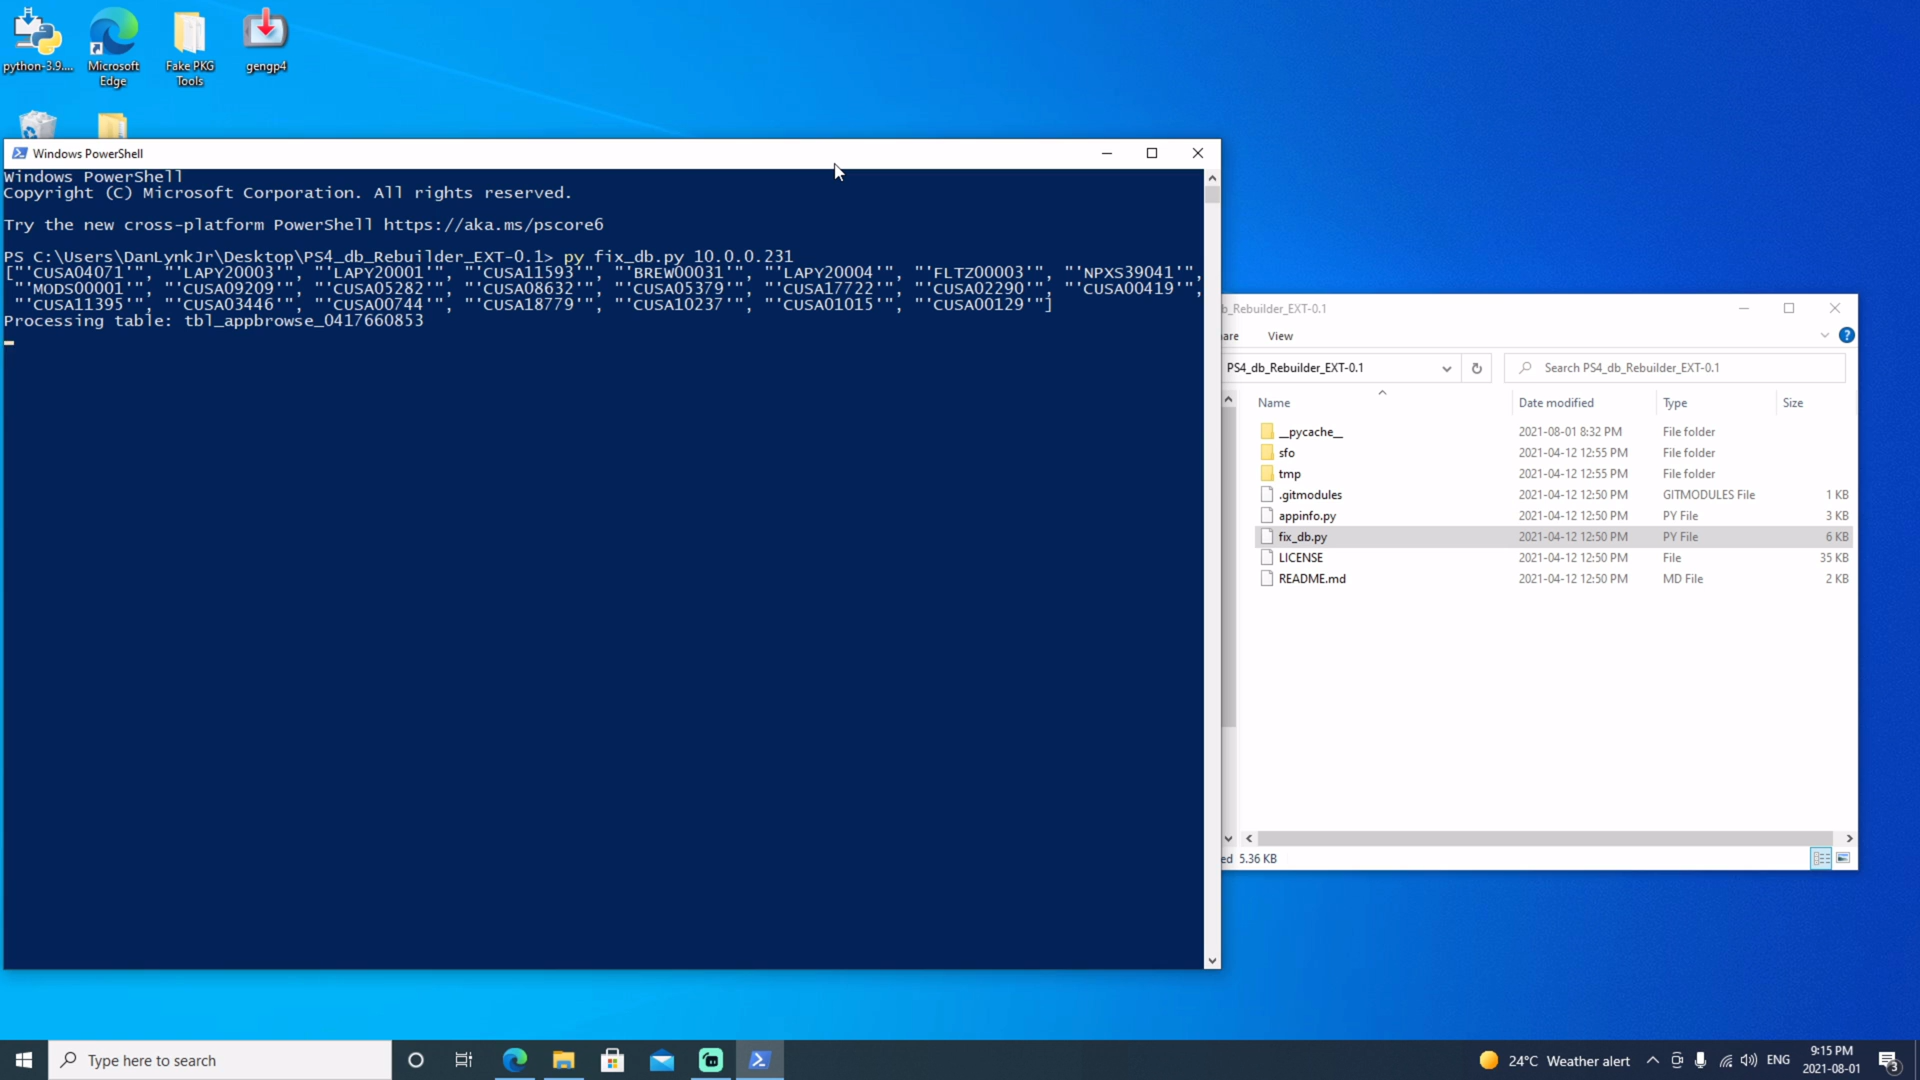 python-3.9....
Microsoft Edge
Fake PKG Tools
gengp4
Windows PowerShell
Windows PowerShell
Copyright (C) Microsoft Corporation. All rights reserved.
Try the new cross-platform PowerShell https://aka.ms/pscore6
PS C:\Users\DanLynkJr\Desktop\PS4_db_Rebuilder_EXT-0.1> py fix_db.py 10.0.0.231
["'CUSA04071'", "'LAPY20003'", "'LAPY20001'", "'CUSA11593'", "'BREW00031'", "'LAPY20004'", "'FLTZ00003'", "'NPXS39041'",
"'MODS00001'", "'CUSA09209'", "'CUSA05282'", "'CUSA08632'", "'CUSA05379'", "'CUSA17722'", "'CUSA02290'", "'CUSA00419'",
"'CUSA11395'", "'CUSA03446'", "'CUSA00744'", "'CUSA18779'", "'CUSA10237'", "'CUSA01015'", "'CUSA00129'"]
Processing table: tbl_appbrowse_0417660853
b_Rebuilder_EXT-0.1
are View
PS4_db_Rebuilder_EXT-0.1 Search PS4_db_Rebuilder_EXT-0.1
Name Date modified Type Size
__pycache__ 2021-08-01 8:32 PM File folder
sfo 2021-04-12 12:55 PM File folder
tmp 2021-04-12 12:55 PM File folder
.gitmodules 2021-04-12 12:50 PM GITMODULES File 1 KB
appinfo.py 2021-04-12 12:50 PM PY File 3 KB
fix_db.py 2021-04-12 12:50 PM PY File 6 KB
LICENSE 2021-04-12 12:50 PM File 35 KB
README.md 2021-04-12 12:50 PM MD File 2 KB
ed 5.36 KB
Type here to search
24°C Weather alert
ENG
9:15 PM
2021-08-01
3